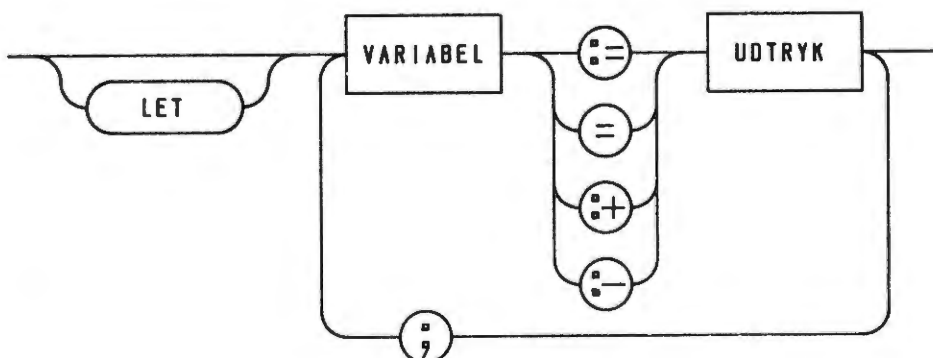 VARIABEL := UDTRYK
LET
=
:+
:-
;